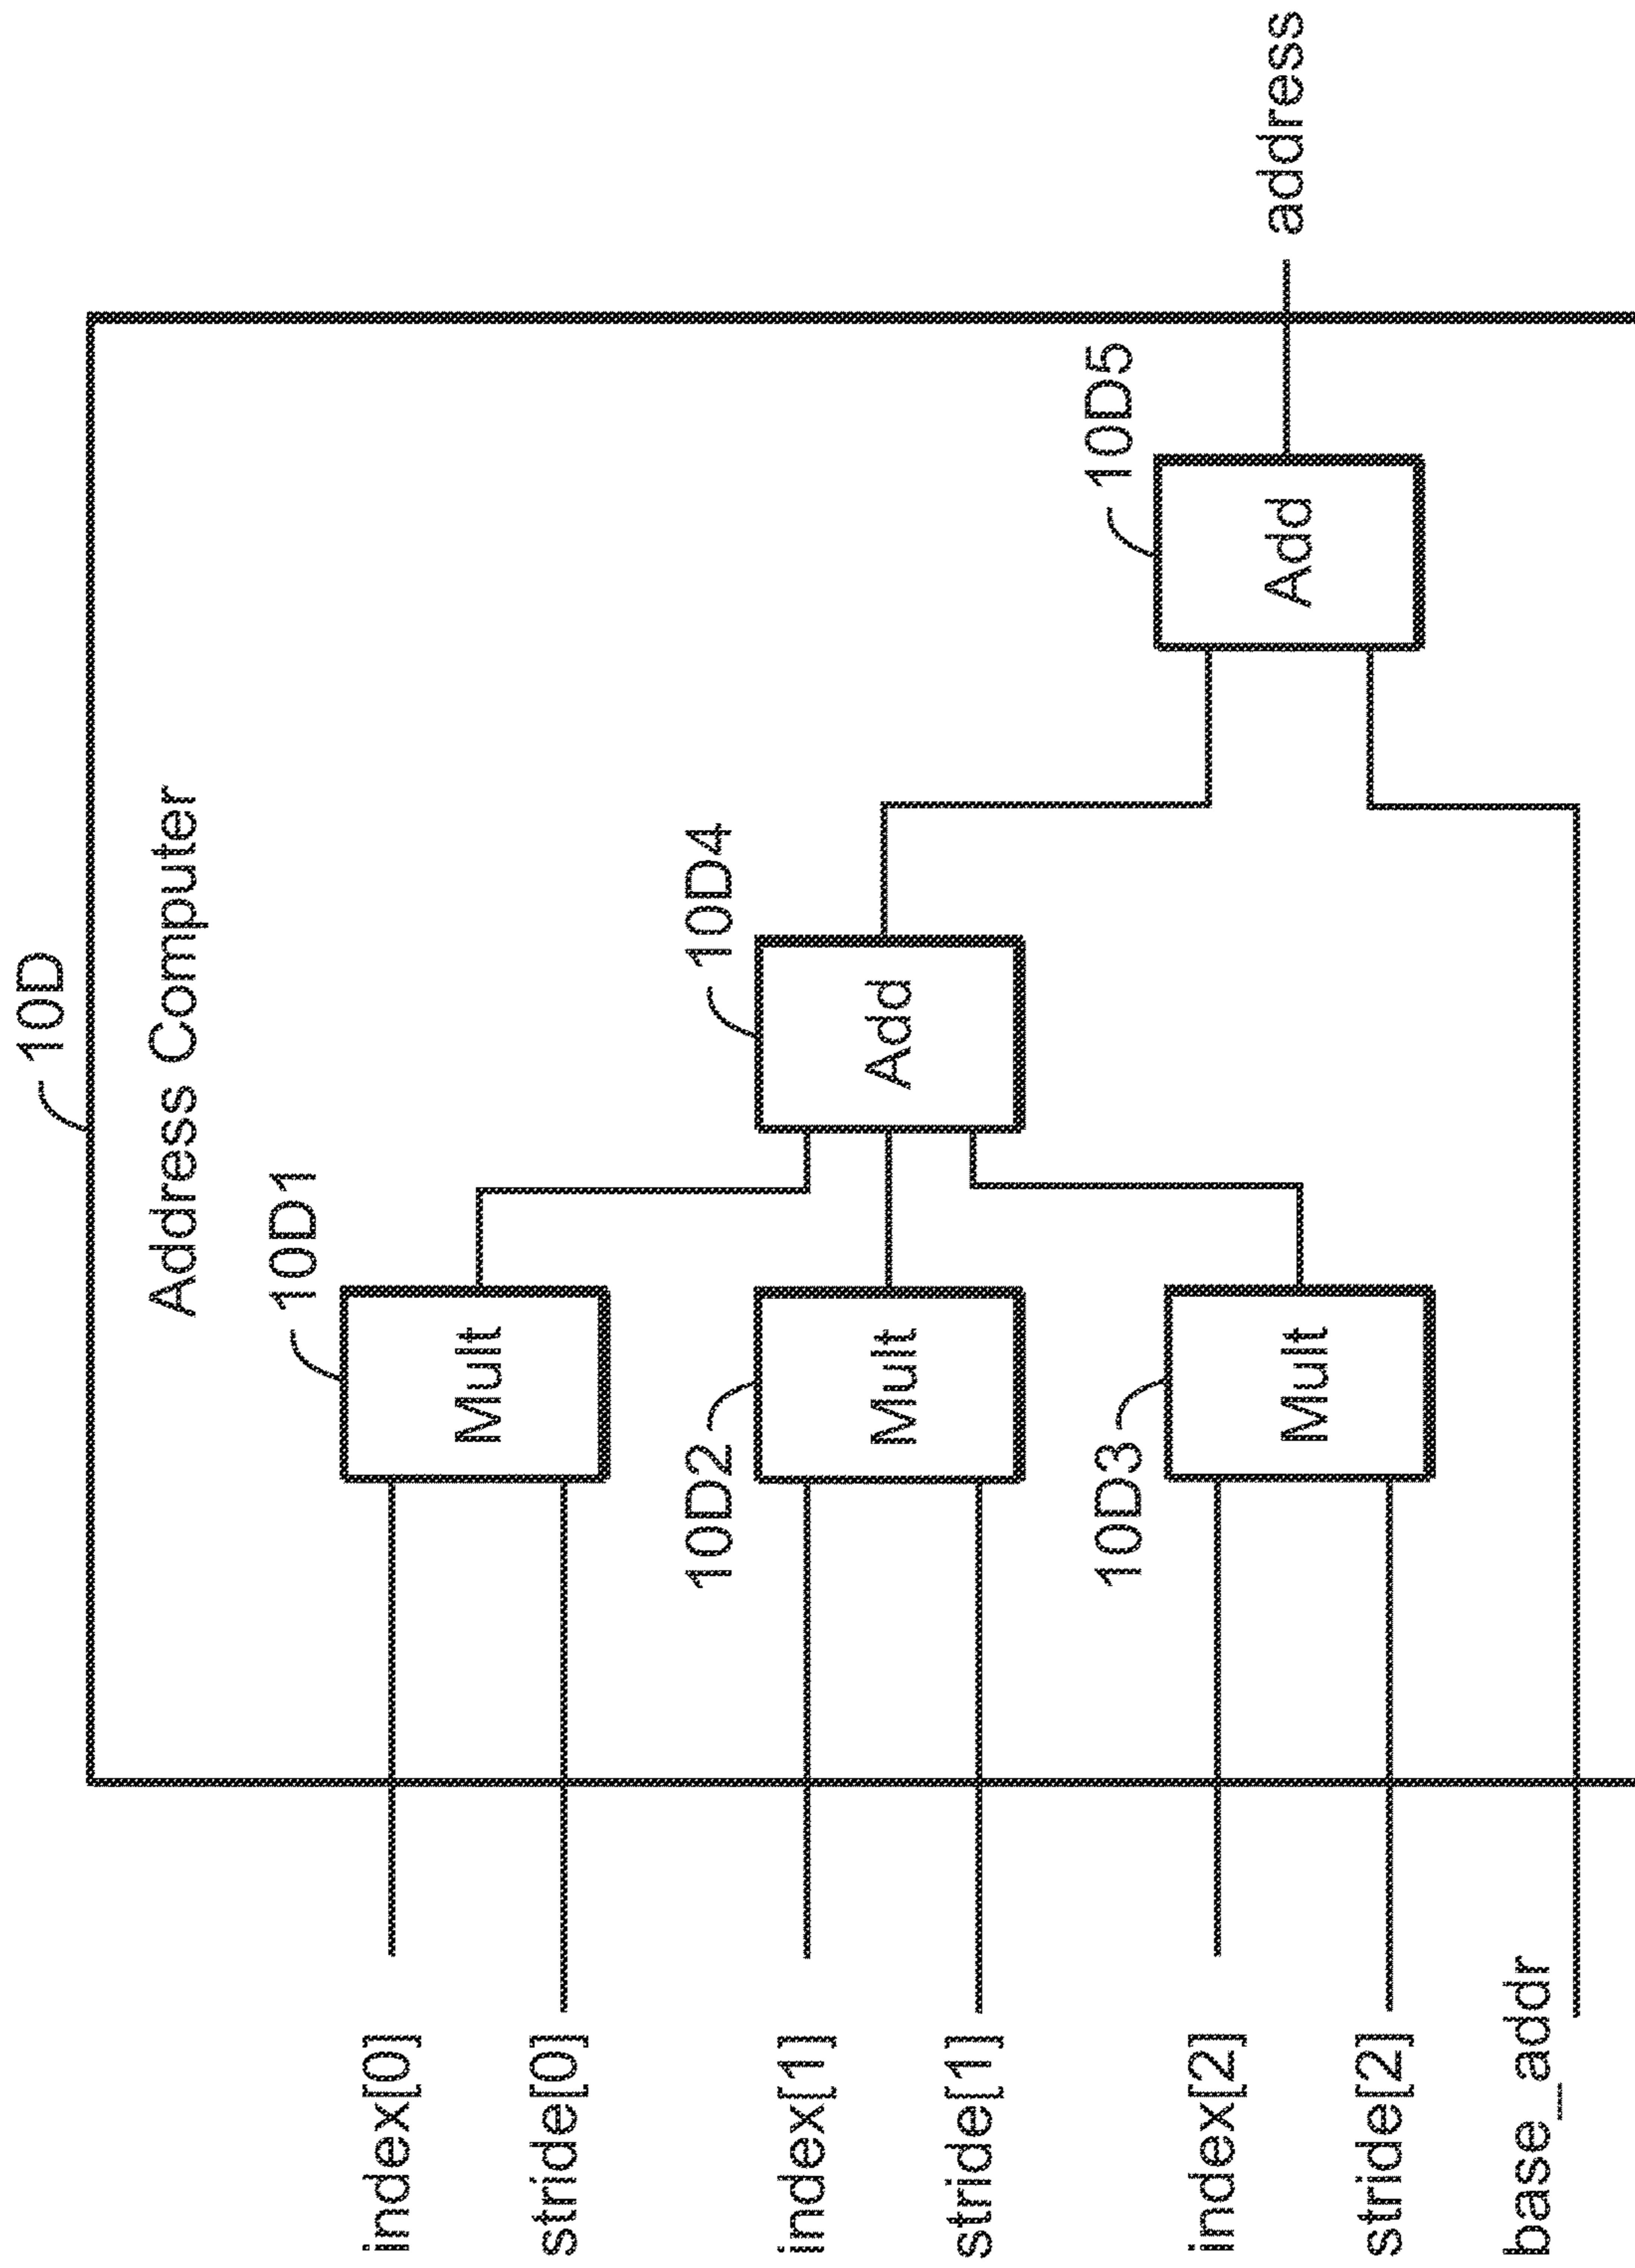 10D
Address Computer
index[0]
stride[0]
10D1
Mult
index[1]
stride[1]
10D2
Mult
10D4
Add
index[2]
stride[2]
10D3
Mult
10D5
Add
address
base_addr